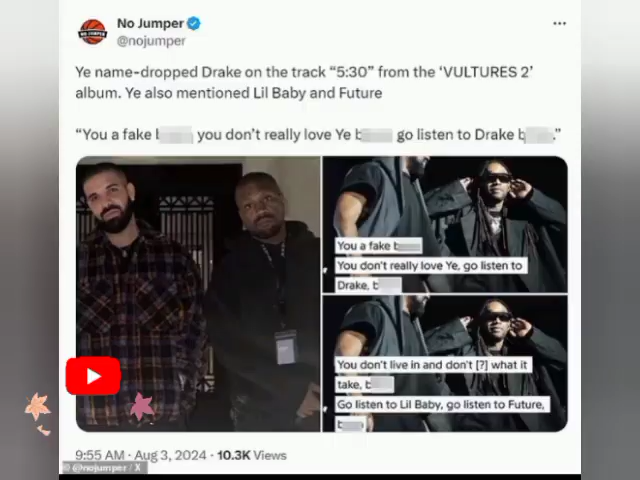 No Jumper
@nojumper
Ye name-dropped Drake on the track “5:30” from the ‘VULTURES 2’
album. Ye also mentioned Lil Baby and Future
“You a fake b you don’t really love Ye b go listen to Drake b .”
You a fake b
You don't really love Ye, go listen to
Drake, b
You don't live in and don't [?] what it
take, b
Go listen to Lil Baby, go listen to Future,
b
9:55 AM · Aug 3, 2024 · 10.3K Views
© @nojumper / X